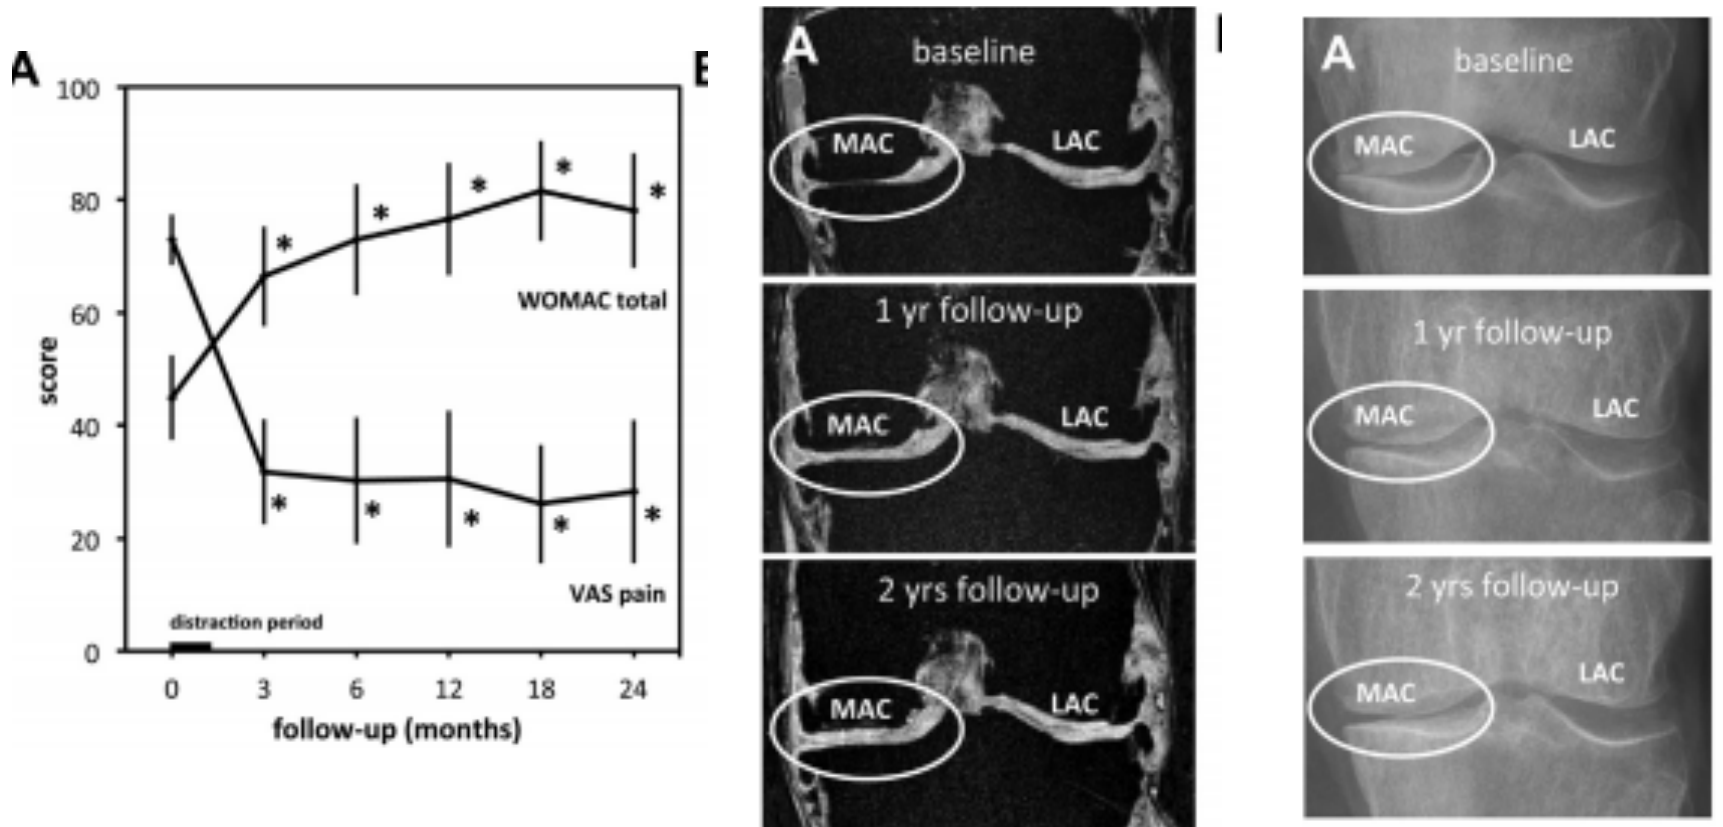 A
100
80
60
40
20
0
score
*
*
*
*
*
WOMAC total
*
*
*
*
*
VAS pain
distraction period
0 3 6 12 18 24
follow-up (months)
A
baseline
MAC LAC
1 yr follow-up
MAC LAC
2 yrs follow-up
MAC LAC
A
baseline
MAC LAC
1 yr follow-up
MAC LAC
2 yrs follow-up
MAC LAC